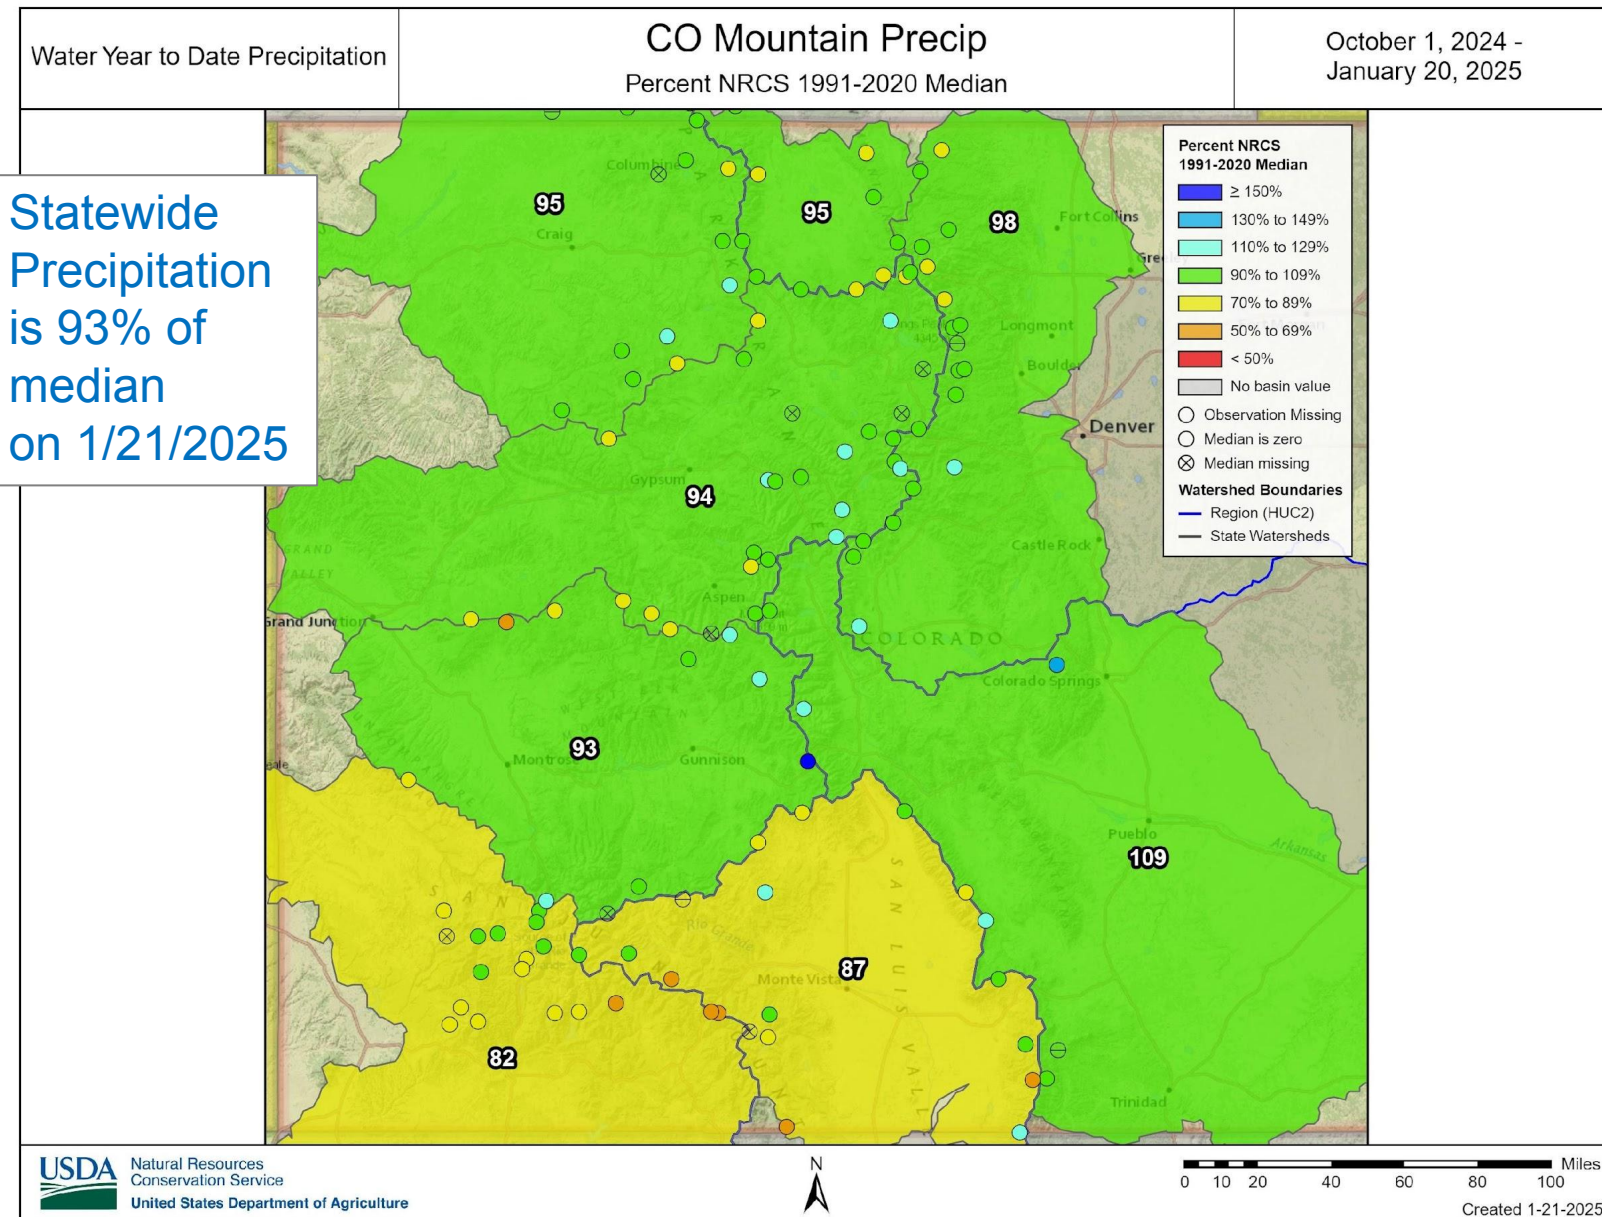 Water Year to Date Precipitation
CO Mountain Precip
Percent NRCS 1991-2020 Median
October 1, 2024 -
January 20, 2025
Statewide
Precipitation
is 93% of
median
on 1/21/2025
Percent NRCS
1991-2020 Median
≥ 150%
130% to 149%
110% to 129%
90% to 109%
70% to 89%
50% to 69%
< 50%
No basin value
Observation Missing
Median is zero
Median missing
Watershed Boundaries
Region (HUC2)
State Watersheds
Columbine
95
Craig
95
98
Fort Collins
Longmont
Boulder
Denver
Gypsum
94
Castle Rock
GRAND
VALLEY
Aspen
Grand Junction
COLORADO
Colorado Springs
93
Montrose
Gunnison
Pueblo
109
Arkansas
Rio Grande
SAN LUIS VALL
Monte Vista
87
82
Trinidad
USDA
Natural Resources
Conservation Service
United States Department of Agriculture
N
Miles
0 10 20 40 60 80 100
Created 1-21-2025